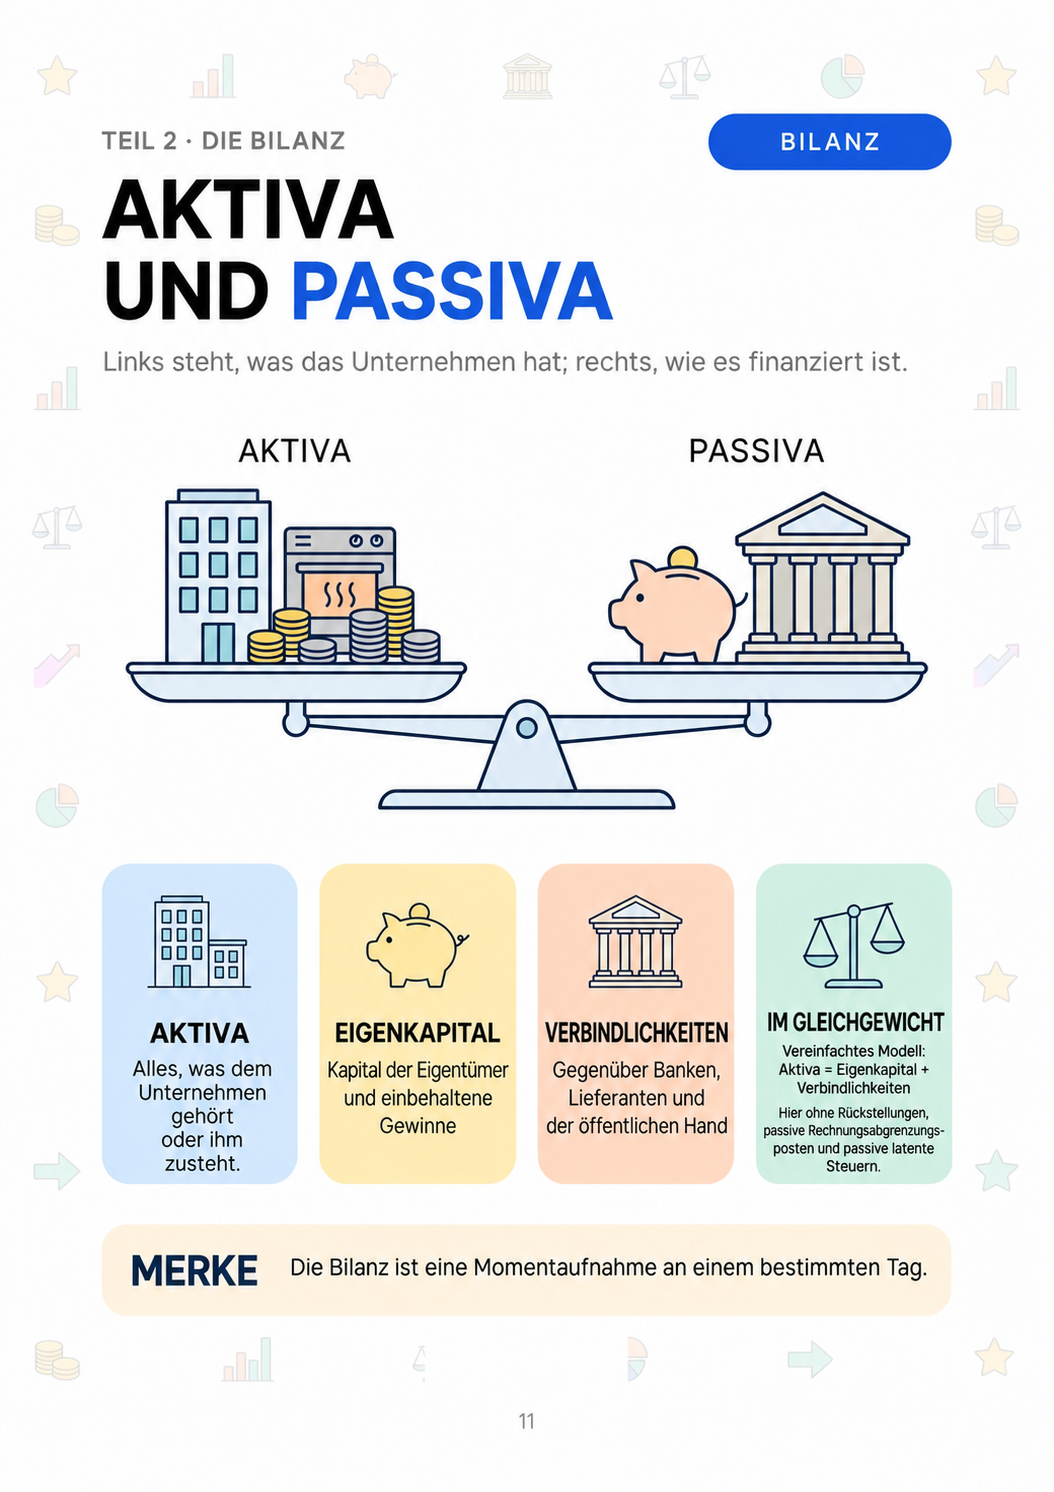 TEIL 2 · DIE BILANZ
BILANZ
AKTIVA
UND PASSIVA
Links steht, was das Unternehmen hat; rechts, wie es finanziert ist.
AKTIVA
PASSIVA
AKTIVA
Alles, was dem
Unternehmen
gehört
oder ihm
zusteht.
EIGENKAPITAL
Kapital der Eigentümer
und einbehaltene
Gewinne
VERBINDLICHKEITEN
Gegenüber Banken,
Lieferanten und
der öffentlichen Hand
IM GLEICHGEWICHT
Vereinfachtes Modell:
Aktiva = Eigenkapital +
Verbindlichkeiten
Hier ohne Rückstellungen,
passive Rechnungsabgrenzungs-
posten und passive latente
Steuern.
MERKE
Die Bilanz ist eine Momentaufnahme an einem bestimmten Tag.
11